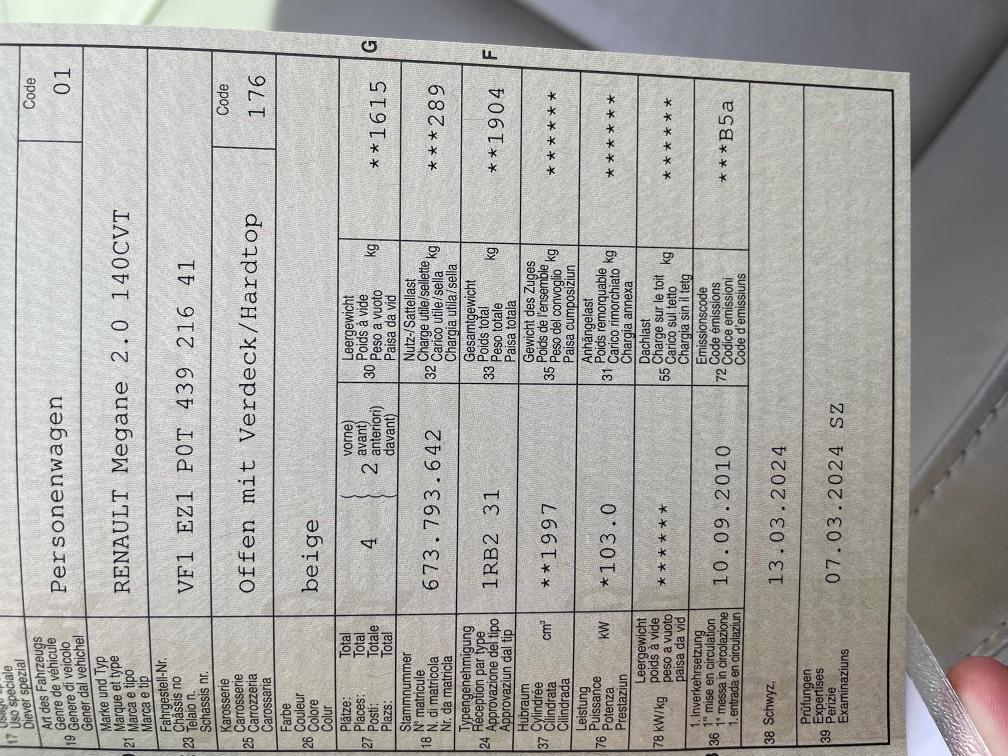 17 Uso speciale
Diever spezial
Art des Fahrzeugs
Genre de véhicule
19 Genere di veicolo
Gener dal vehichel
Personenwagen
Code
01
Marke und Typ
Marque et type
21 Marca e tipo
Marca e tip
RENAULT Megane 2.0 140CVT
Fahrgestell-Nr.
Châssis no
23 Telaio n.
Schassis nr.
VF1 EZ1 P0T 439 216 41
Karosserie
Carrosserie
25 Carrozzeria
Carossaria
Offen mit Verdeck/Hardtop
Code
176
Farbe
Couleur
26 Colore
Colur
beige
Plätze: Total
Places: Total
27 Posti: Totale
Plazs: Total
4 } 2
vorne)
avant)
anteriori)
davant)
Leergewicht
Poids à vide
30 Peso a vuoto kg
Paisa da vid
**1615
G
Stammnummer
N° matricule
18 N. di matricola
Nr. da matricla
673.793.642
Nutz-/Sattellast
Charge utile/sellette
32 Carico utile/sella kg
Chargia utila/sella
***289
Typengenehmigung
Réception par type
24 Approvazione del tipo
Approvaziun dal tip
1RB2 31
Gesamtgewicht
Poids total
33 Peso totale kg
Paisa totala
**1904
F
Hubraum
Cylindrée
37 Cilindrata cm³
Cilindrada
**1997
Gewicht des Zuges
Poids de l'ensemble
35 Peso del convoglio kg
Paisa cumposiziun
******
Leistung
Puissance
76 Potenza kW
Prestaziun
*103.0
Anhängelast
Poids remorquable
31 Carico rimorchiato kg
Chargia annexa
******
Leergewicht
poids à vide
78 kW/kg peso a vuoto
paisa da vid
******
Dachlast
Charge sur le toit
55 Carico sul tetto kg
Chargia sin il tetg
******
1. Inverkehrsetzung
1re mise en circulation
36 1a messa in circolazione
1. entrada en circulaziun
10.09.2010
Emissionscode
Code émissions
72 Codice emissioni
Code d'emissiuns
***B5a
38 Schwyz,
13.03.2024
Prüfungen
Expertises
39 Perizie
Examinaziuns
07.03.2024 SZ